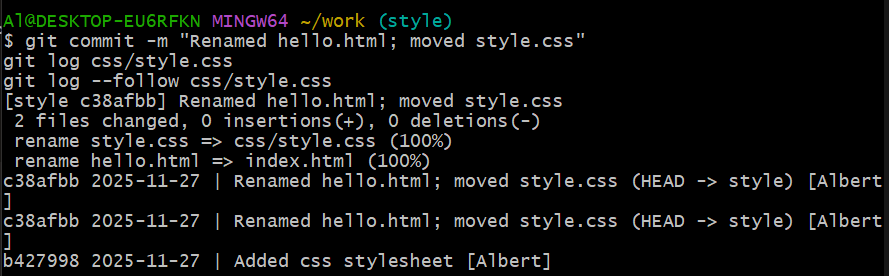 Al@DESKTOP-EU6RFKN MINGW64 ~/work (style)
$ git commit -m "Renamed hello.html; moved style.css"
git log css/style.css
git log --follow css/style.css
[style c38afbb] Renamed hello.html; moved style.css
 2 files changed, 0 insertions(+), 0 deletions(-)
 rename style.css => css/style.css (100%)
 rename hello.html => index.html (100%)
c38afbb 2025-11-27 | Renamed hello.html; moved style.css (HEAD -> style) [Albert
]
c38afbb 2025-11-27 | Renamed hello.html; moved style.css (HEAD -> style) [Albert
]
b427998 2025-11-27 | Added css stylesheet [Albert]